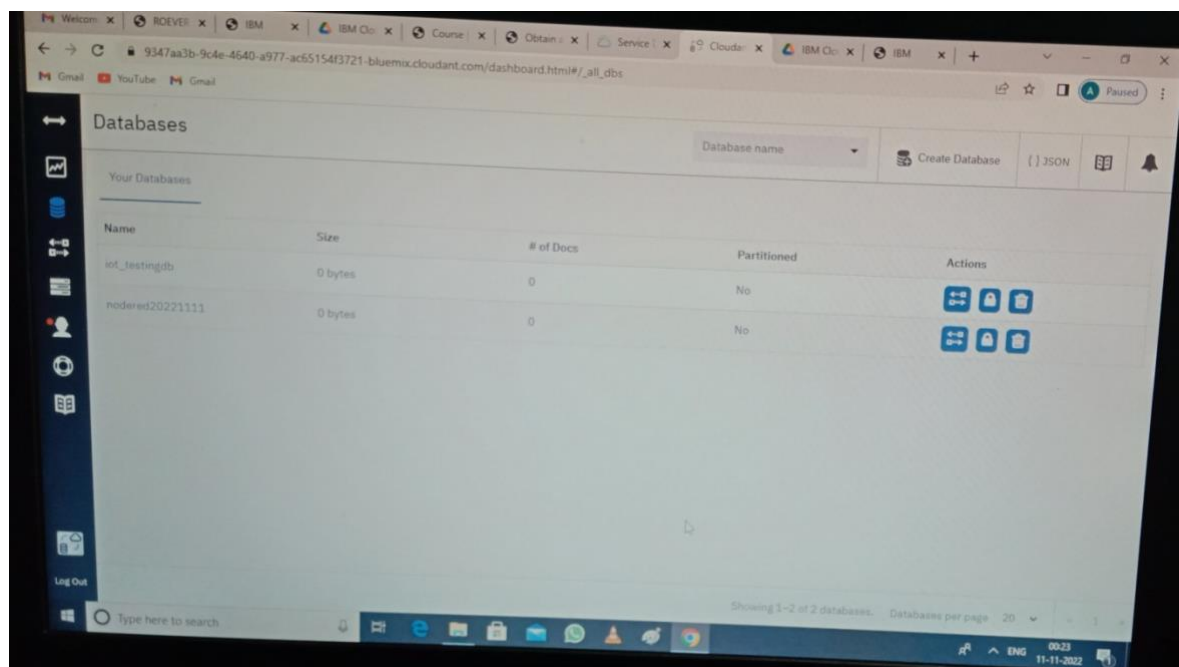 Welcom ROEVER IBM IBM Clo Course Obtain a Service Cloudan IBM Clo IBM
9347aa3b-9c4e-4640-a977-ac65154f3721-bluemix.cloudant.com/dashboard.html#/_all_dbs
Paused
Gmail YouTube Gmail
Databases
Database name
Create Database
{ } JSON
Your Databases
Name Size # of Docs Partitioned Actions
iot_testingdb 0 bytes 0 No
nodered20221111 0 bytes 0 No
Log Out
Showing 1–2 of 2 databases. Databases per page 20 1
Type here to search
ENG 00:23
11-11-2022